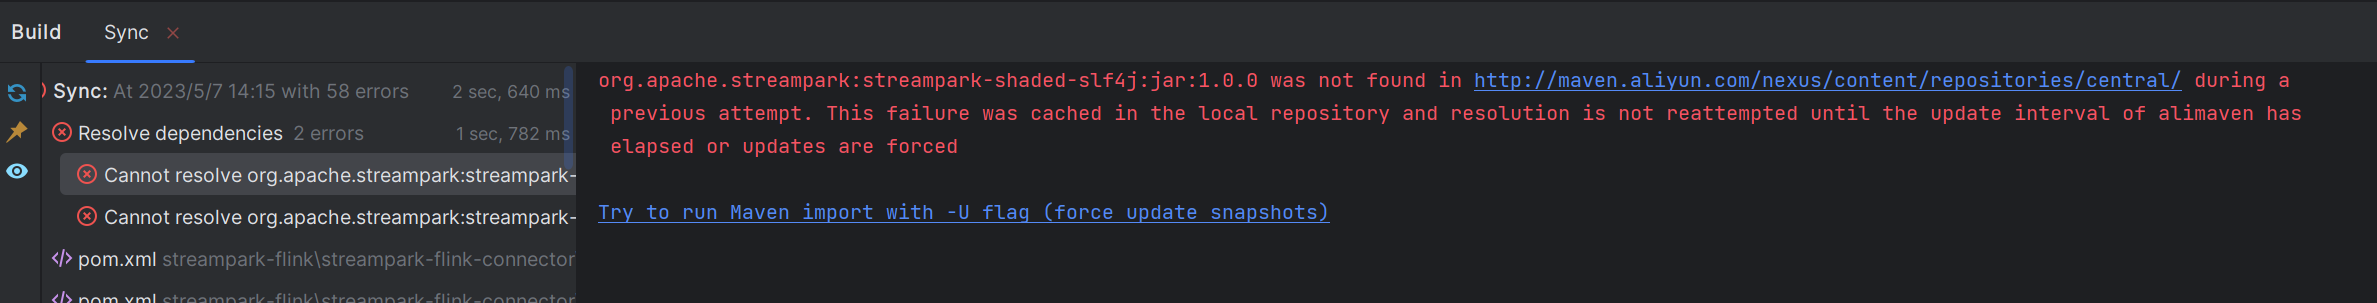 Build Sync
Sync: At 2023/5/7 14:15 with 58 errors 2 sec, 640 ms
Resolve dependencies 2 errors 1 sec, 782 ms
Cannot resolve org.apache.streampark:streampark-
Cannot resolve org.apache.streampark:streampark-
pom.xml streampark-flink\streampark-flink-connector
pom.xml streampark-flink\streampark-flink-connector
org.apache.streampark:streampark-shaded-slf4j:jar:1.0.0 was not found in http://maven.aliyun.com/nexus/content/repositories/central/ during a
previous attempt. This failure was cached in the local repository and resolution is not reattempted until the update interval of alimaven has
elapsed or updates are forced
Try to run Maven import with -U flag (force update snapshots)